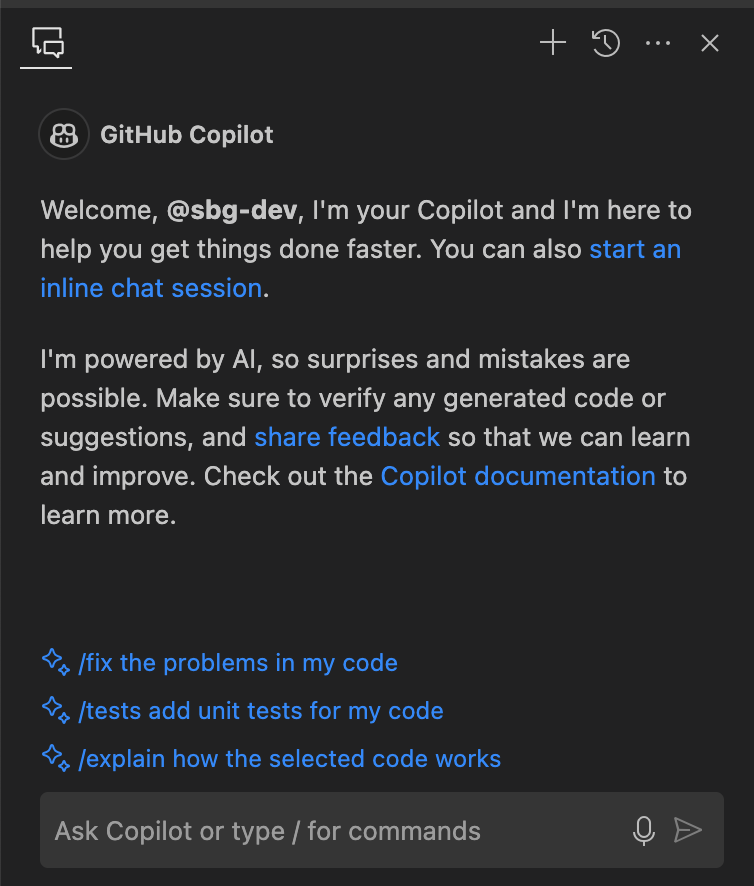 GitHub Copilot
Welcome, @sbg-dev, I'm your Copilot and I'm here to
help you get things done faster. You can also start an
inline chat session.
I'm powered by AI, so surprises and mistakes are
possible. Make sure to verify any generated code or
suggestions, and share feedback so that we can learn
and improve. Check out the Copilot documentation to
learn more.
/fix the problems in my code
/tests add unit tests for my code
/explain how the selected code works
Ask Copilot or type / for commands